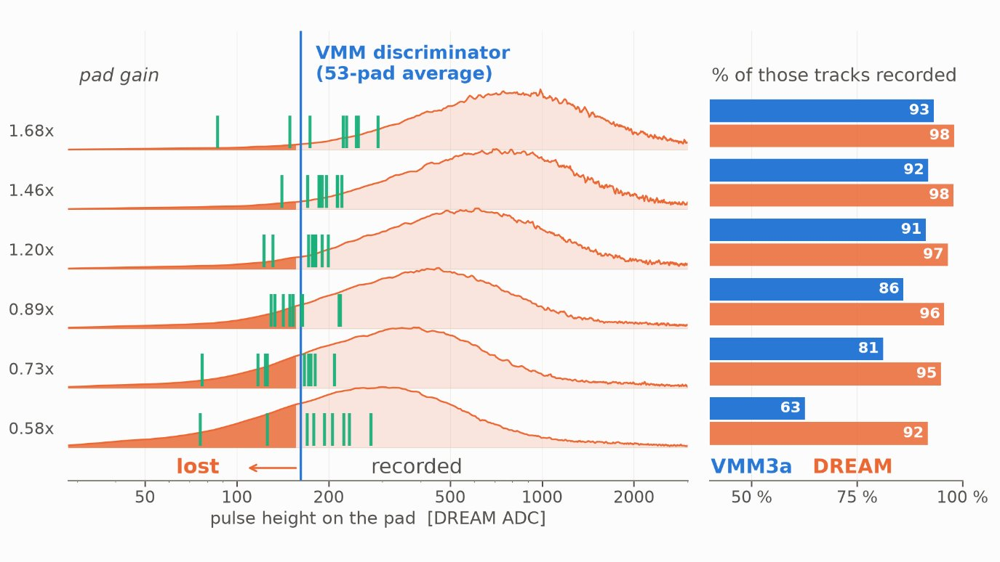 VMM discriminator
(53-pad average)
pad gain
% of those tracks recorded
1.68x
93
98
1.46x
92
98
1.20x
91
97
0.89x
86
96
0.73x
81
95
0.58x
63
92
lost
recorded
VMM3a DREAM
50 100 200 500 1000 2000
50 % 75 % 100 %
pulse height on the pad [DREAM ADC]